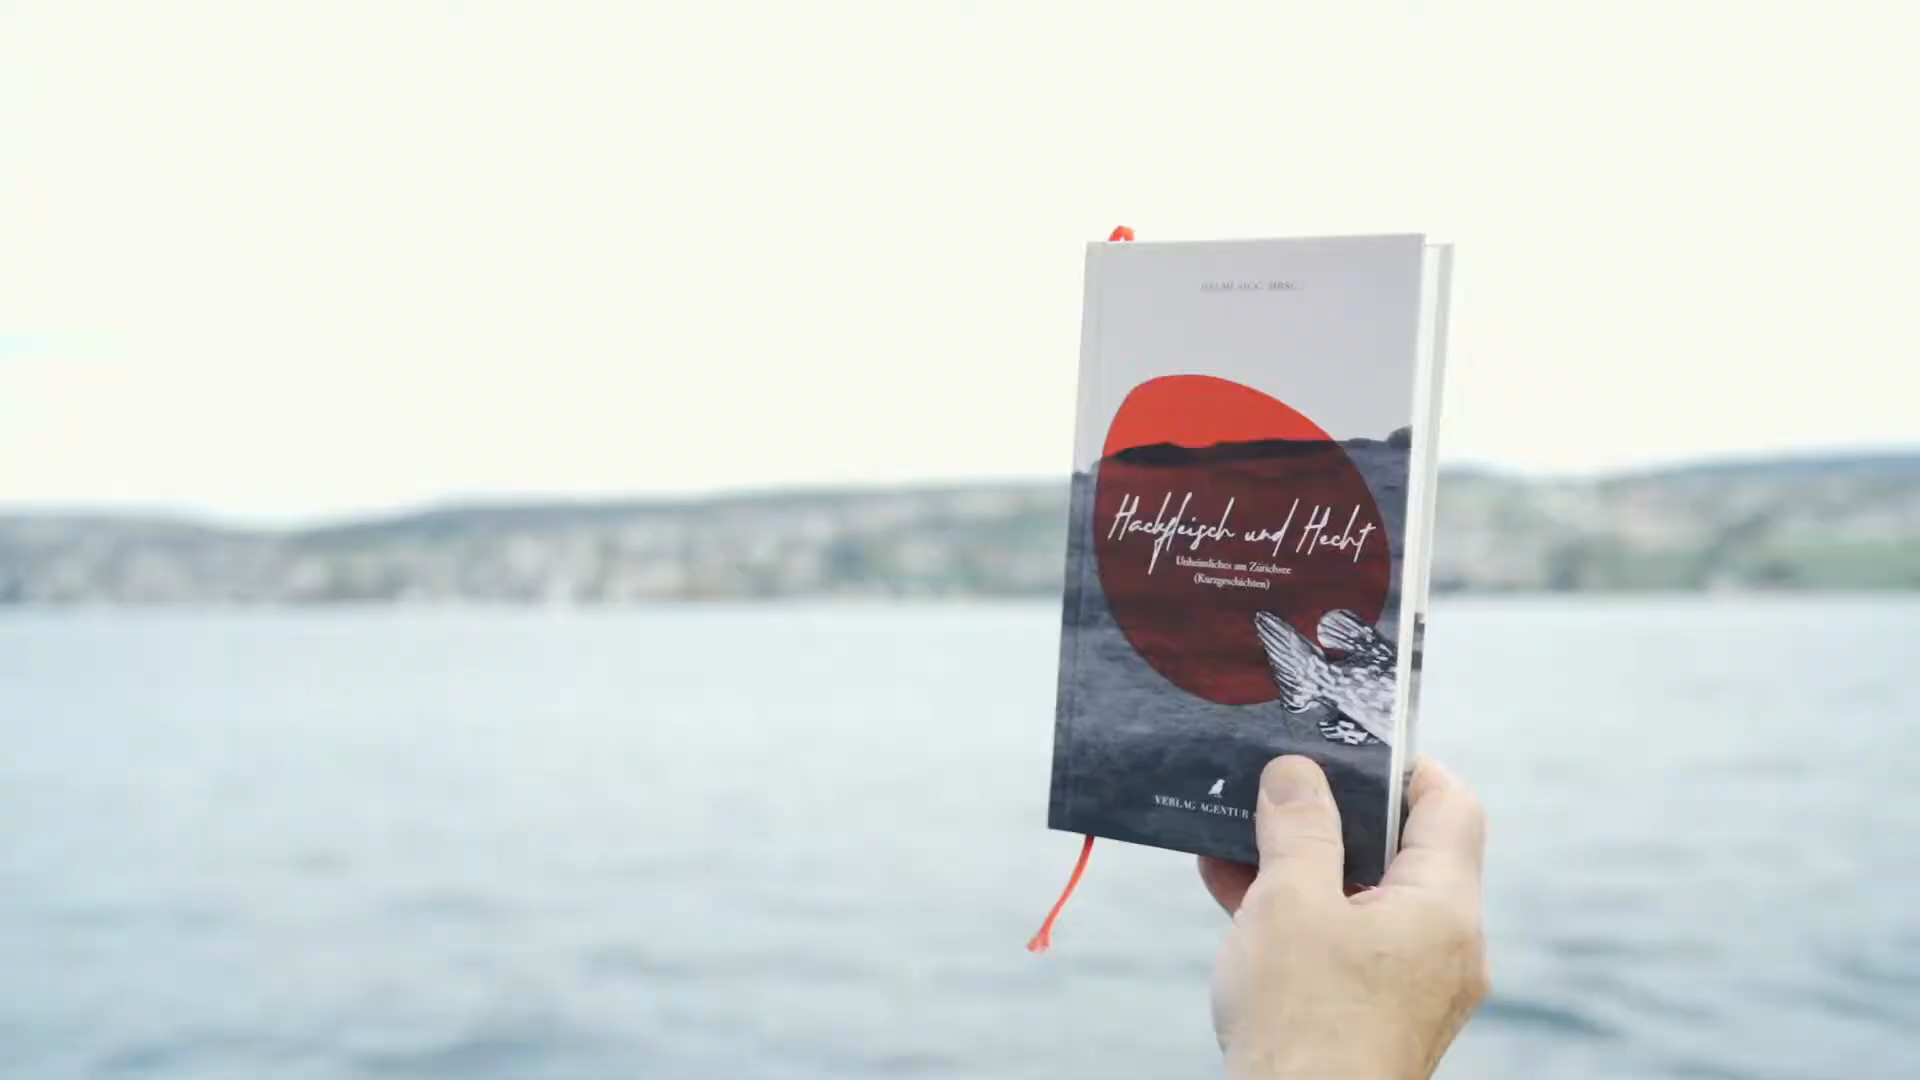 Hackfleisch und Hecht
Unheimliches am Zürichsee
(Kurzgeschichten)
VERLAG AGENTUR